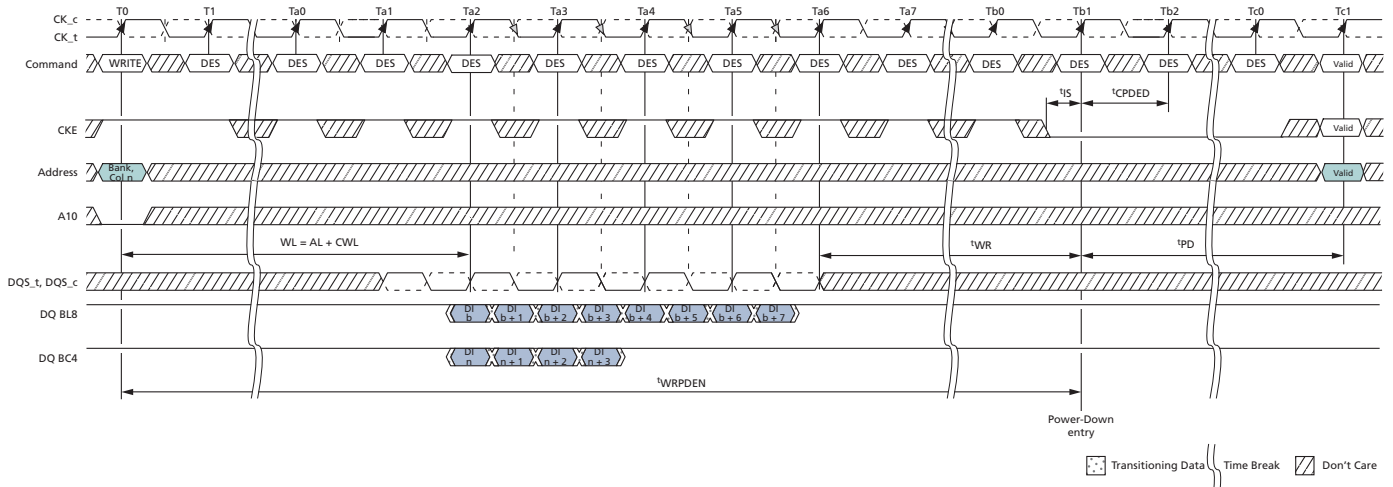 T0 T1 Ta0 Ta1 Ta2 Ta3 Ta4 Ta5 Ta6 Ta7 Tb0 Tb1 Tb2 Tc0 Tc1
CK_c
CK_t
Command WRITE DES DES DES DES DES DES DES DES DES DES DES DES DES Valid
tIS tCPDED
CKE Valid
Address Bank, Col n Valid
A10
WL = AL + CWL tWR tPD
DQS_t, DQS_c
DQ BL8 DI b DI b + 1 DI b + 2 DI b + 3 DI b + 4 DI b + 5 DI b + 6 DI b + 7
DQ BC4 DI n DI n + 1 DI n + 2 DI n + 3
tWRPDEN
Power-Down
entry
Transitioning Data Time Break Don't Care